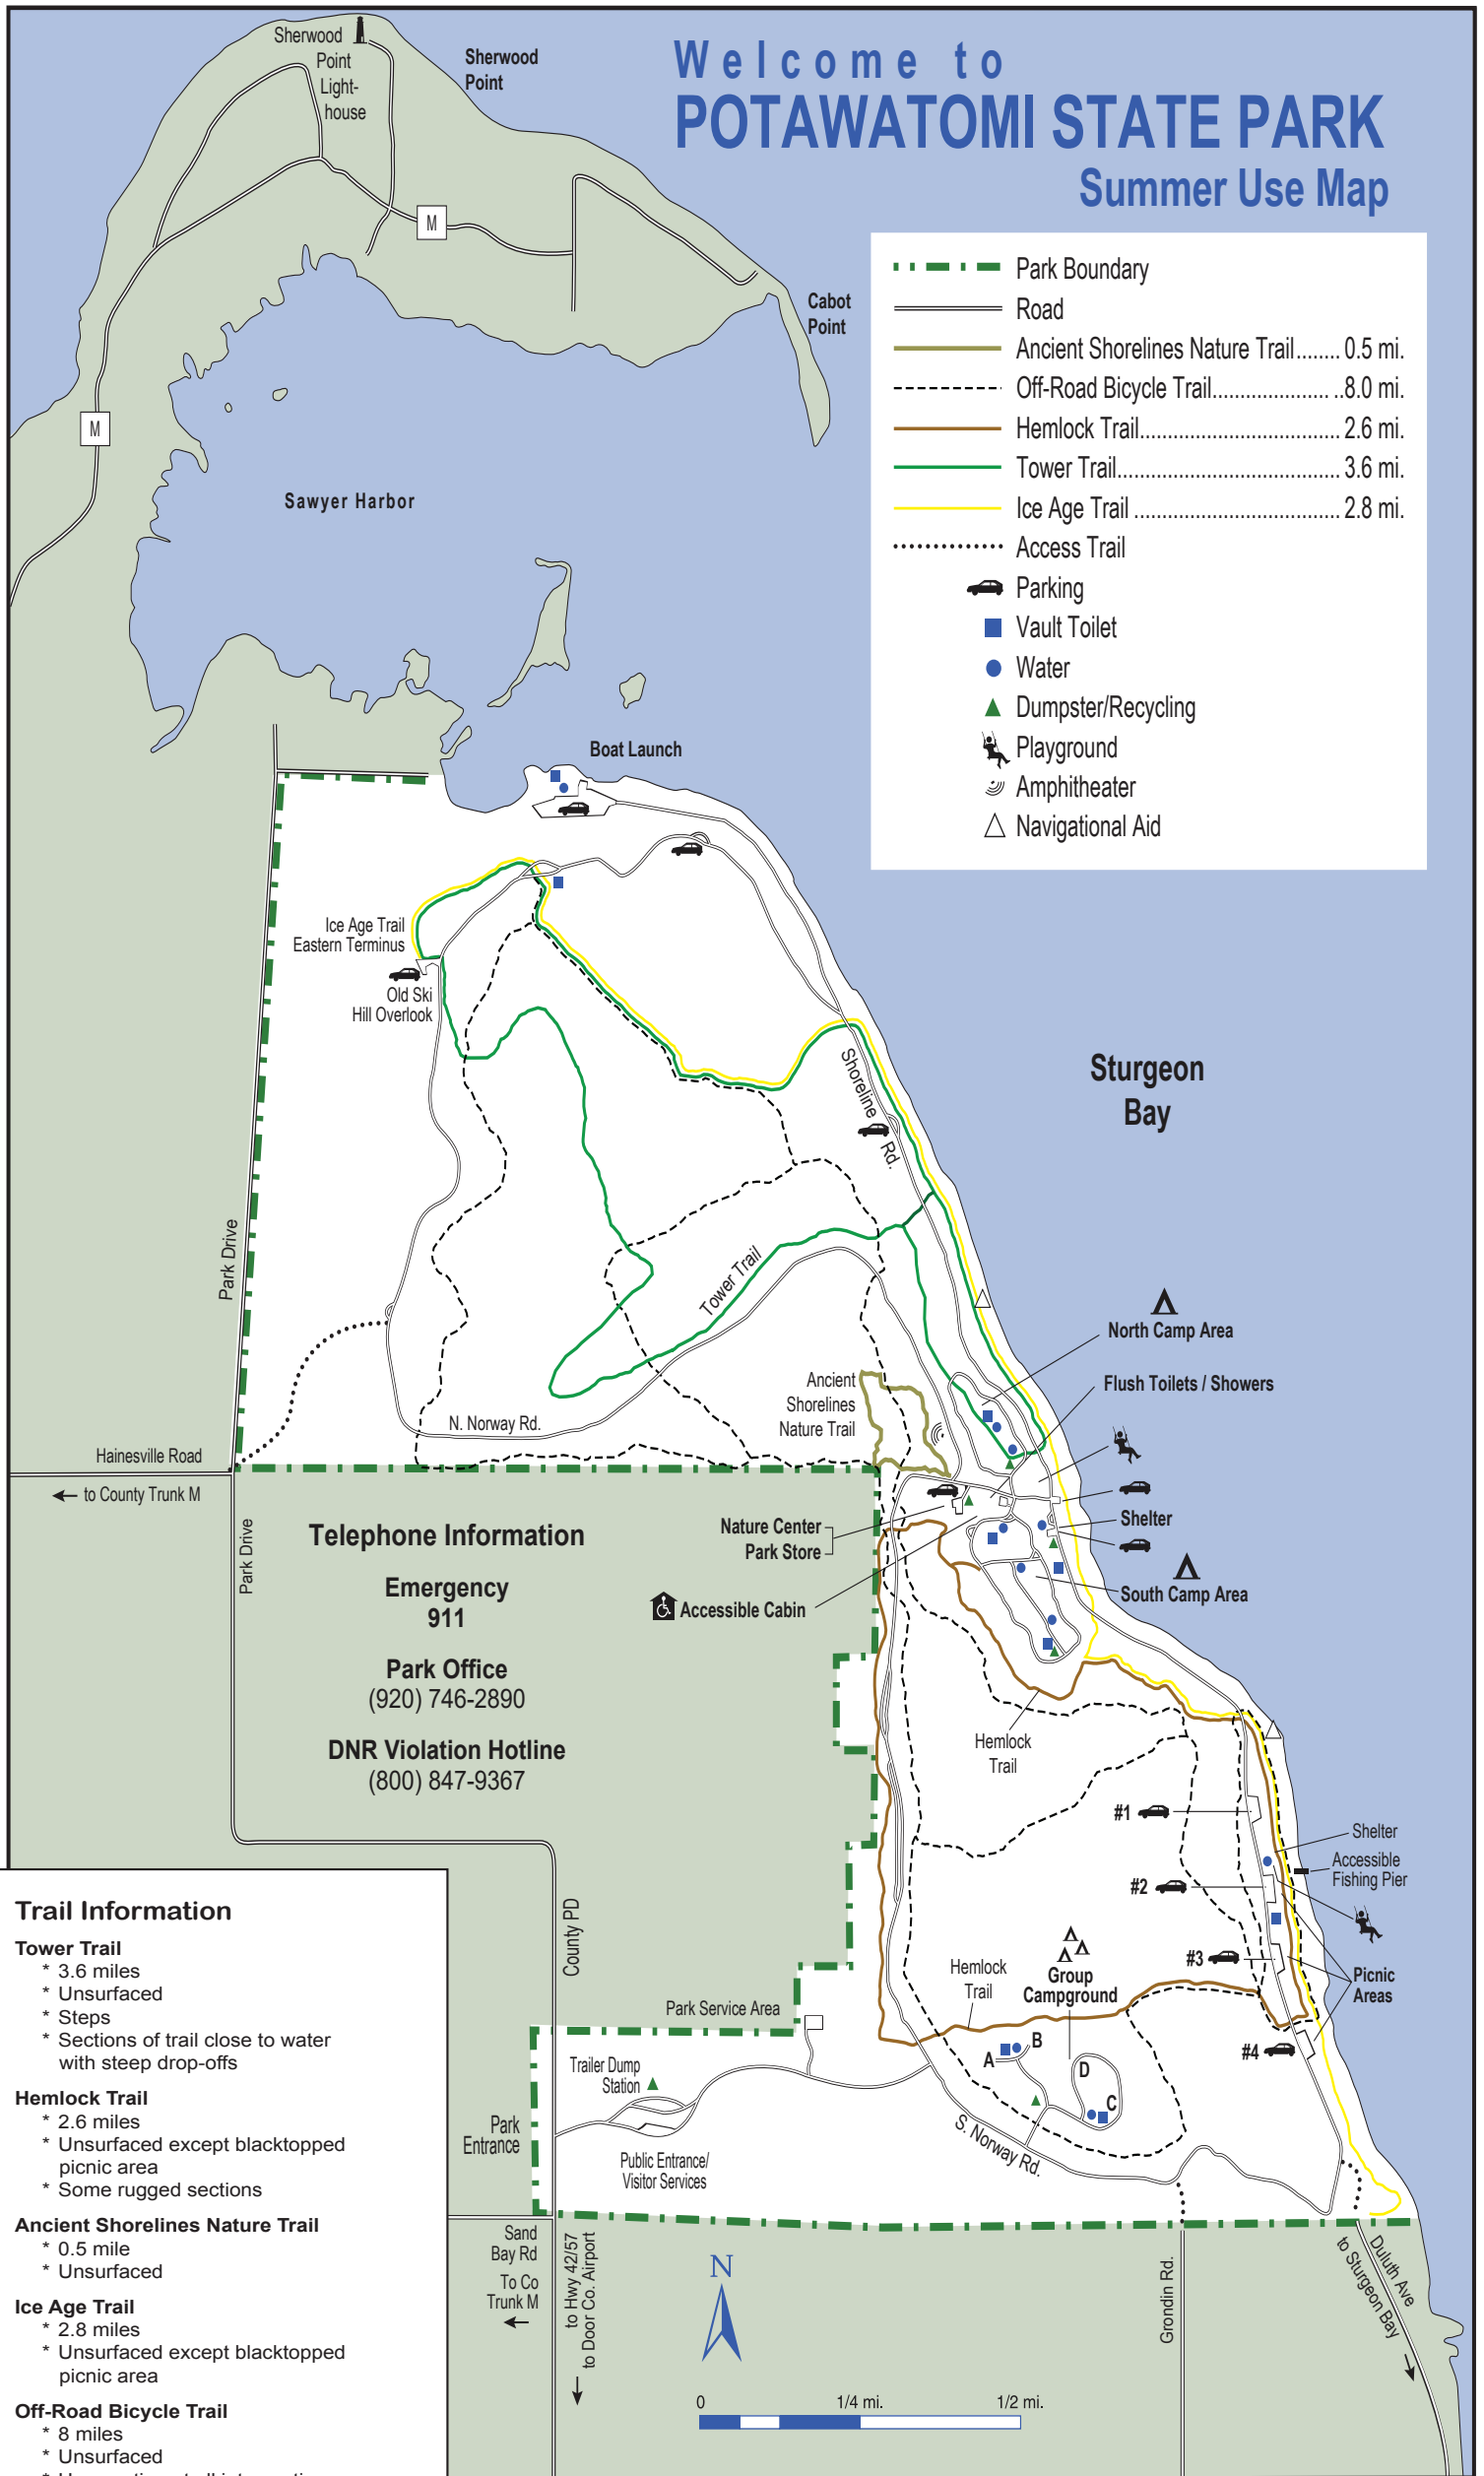 Welcome to
POTAWATOMI STATE PARK
Summer Use Map
Sherwood
Point
Light-
house
Sherwood
Point
M
Cabot
Point
M
Sawyer Harbor
Park Boundary
Road
Ancient Shorelines Nature Trail........ 0.5 mi.
Off-Road Bicycle Trail..................... ..8.0 mi.
Hemlock Trail.................................... 2.6 mi.
Tower Trail........................................ 3.6 mi.
Ice Age Trail ..................................... 2.8 mi.
Access Trail
Parking
Vault Toilet
Water
Dumpster/Recycling
Playground
Amphitheater
Navigational Aid
Boat Launch
Ice Age Trail
Eastern Terminus
Old Ski
Hill Overlook
Shoreline Rd.
Sturgeon
Bay
Park Drive
Tower Trail
North Camp Area
Flush Toilets / Showers
Ancient
Shorelines
Nature Trail
N. Norway Rd.
Hainesville Road
to County Trunk M
Park Drive
Telephone Information
Emergency
911
Park Office
(920) 746-2890
DNR Violation Hotline
(800) 847-9367
Nature Center
Park Store
Accessible Cabin
Shelter
South Camp Area
Hemlock
Trail
#1
Shelter
Accessible
Fishing Pier
#2
#3
Picnic
Areas
#4
Hemlock
Trail
Group
Campground
A
B
D
C
County PD
Park Service Area
Trailer Dump
Station
Park
Entrance
Public Entrance/
Visitor Services
S. Norway Rd.
Sand
Bay Rd
To Co
Trunk M
to Hwy 42/57
to Door Co. Airport
N
0 1/4 mi. 1/2 mi.
Grondin Rd.
Duluth Ave
to Sturgeon Bay
Trail Information
Tower Trail
* 3.6 miles
* Unsurfaced
* Steps
* Sections of trail close to water
with steep drop-offs
Hemlock Trail
* 2.6 miles
* Unsurfaced except blacktopped
picnic area
* Some rugged sections
Ancient Shorelines Nature Trail
* 0.5 mile
* Unsurfaced
Ice Age Trail
* 2.8 miles
* Unsurfaced except blacktopped
picnic area
Off-Road Bicycle Trail
* 8 miles
* Unsurfaced